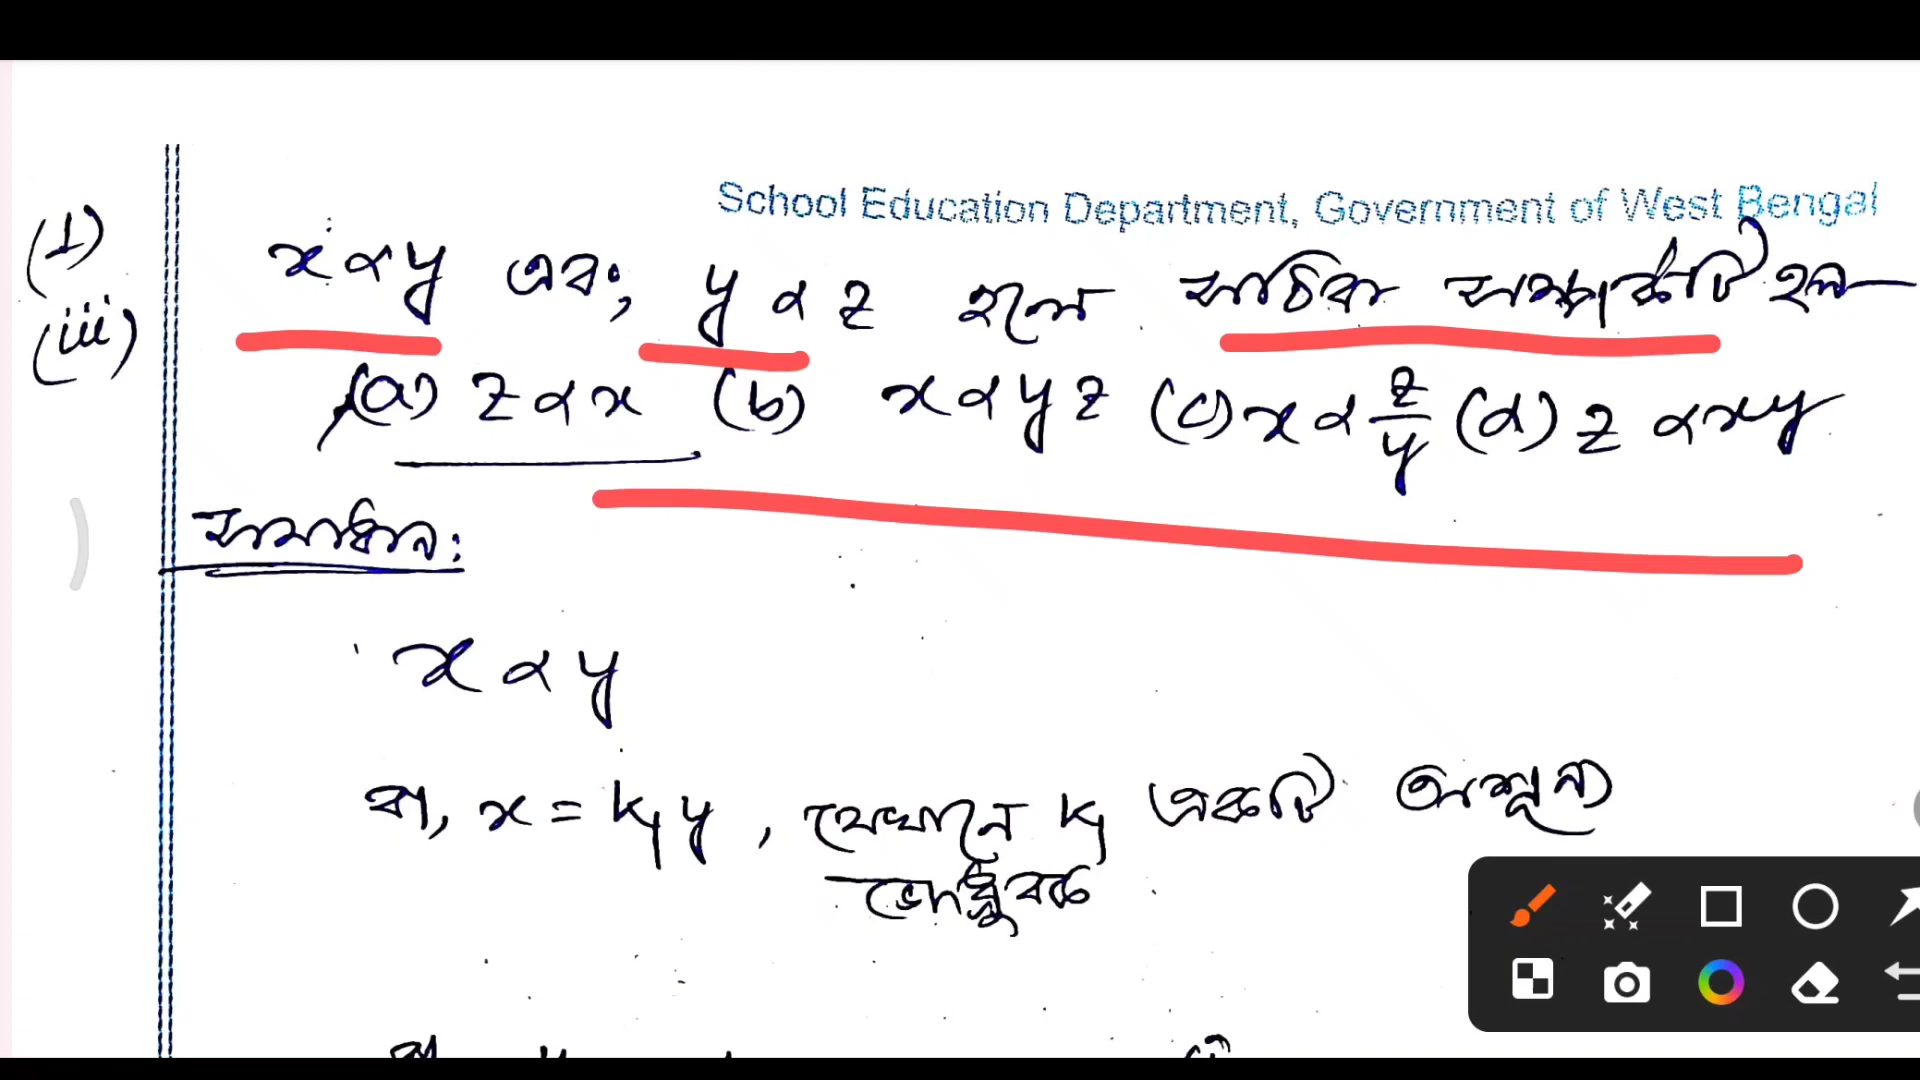 School Education Department, Government of West Bengal
(1)
(iii) x ∝ y এবং, y ∝ z হলে সঠিক সম্পর্কটি হল—
(a) z ∝ x (b) x ∝ yz (c) x ∝ z/y (d) z ∝ xy
সমাধান:
x ∝ y
বা, x = k₁y, যেখানে k₁ একটি অশূন্য
ভেদধ্রুবক